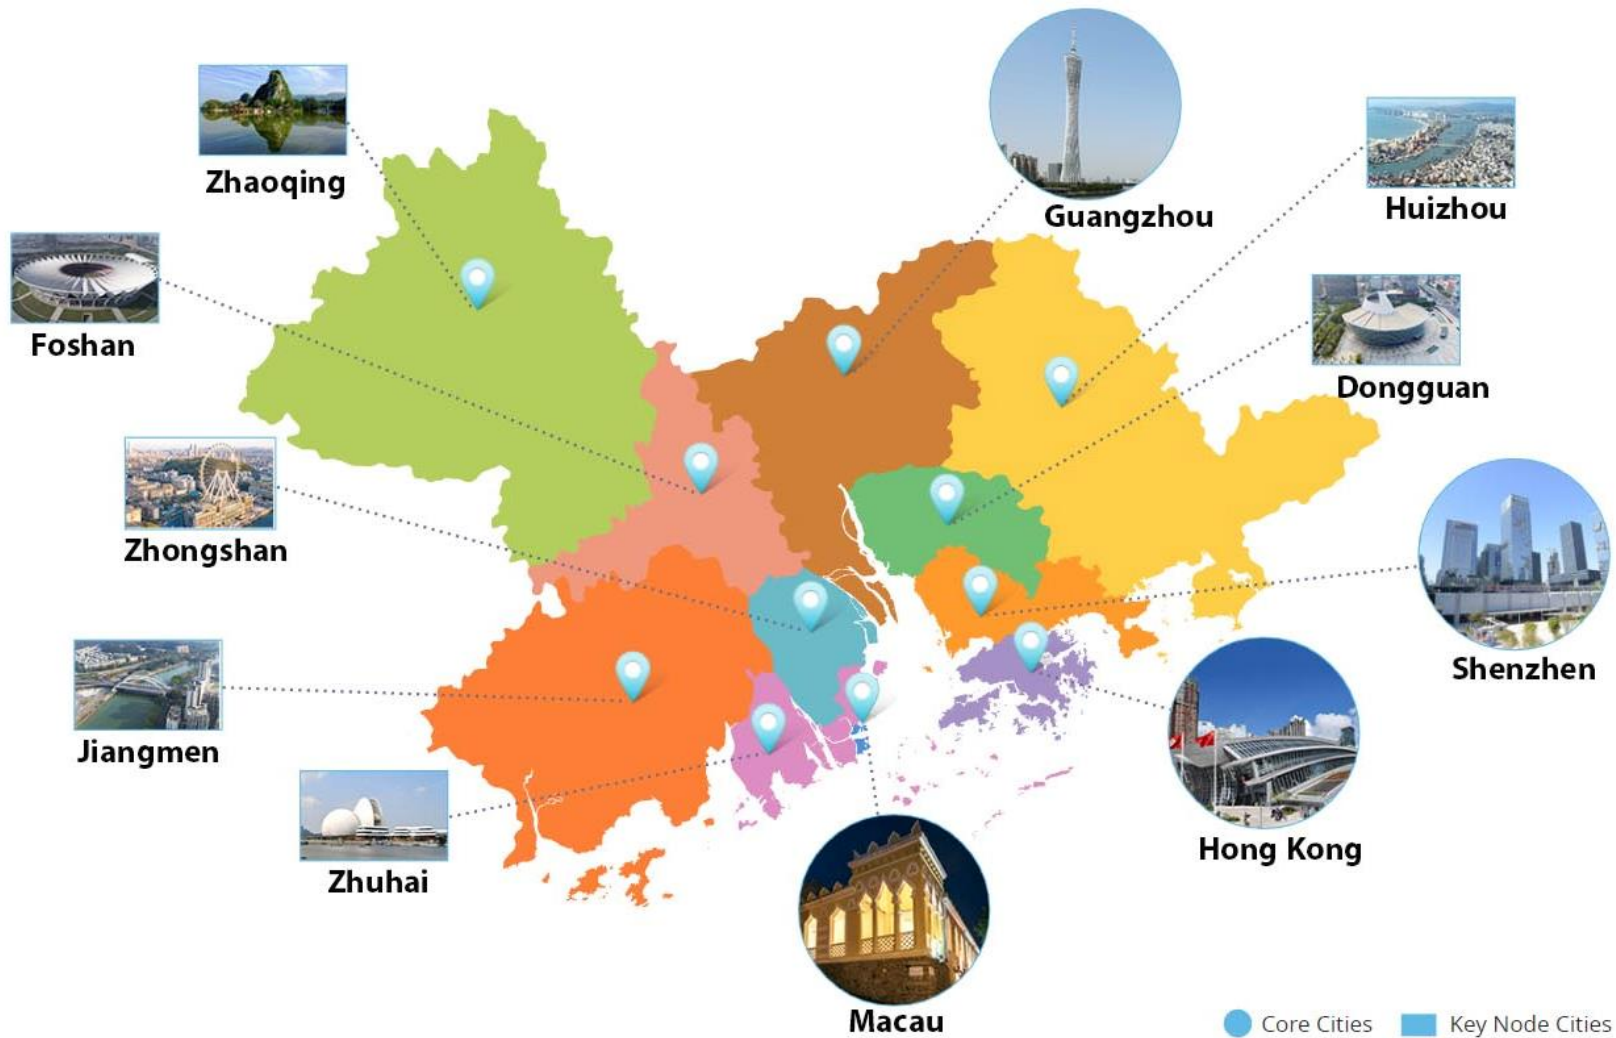 Zhaoqing
Guangzhou
Huizhou
Foshan
Dongguan
Zhongshan
Shenzhen
Jiangmen
Hong Kong
Zhuhai
Macau
Core Cities
Key Node Cities